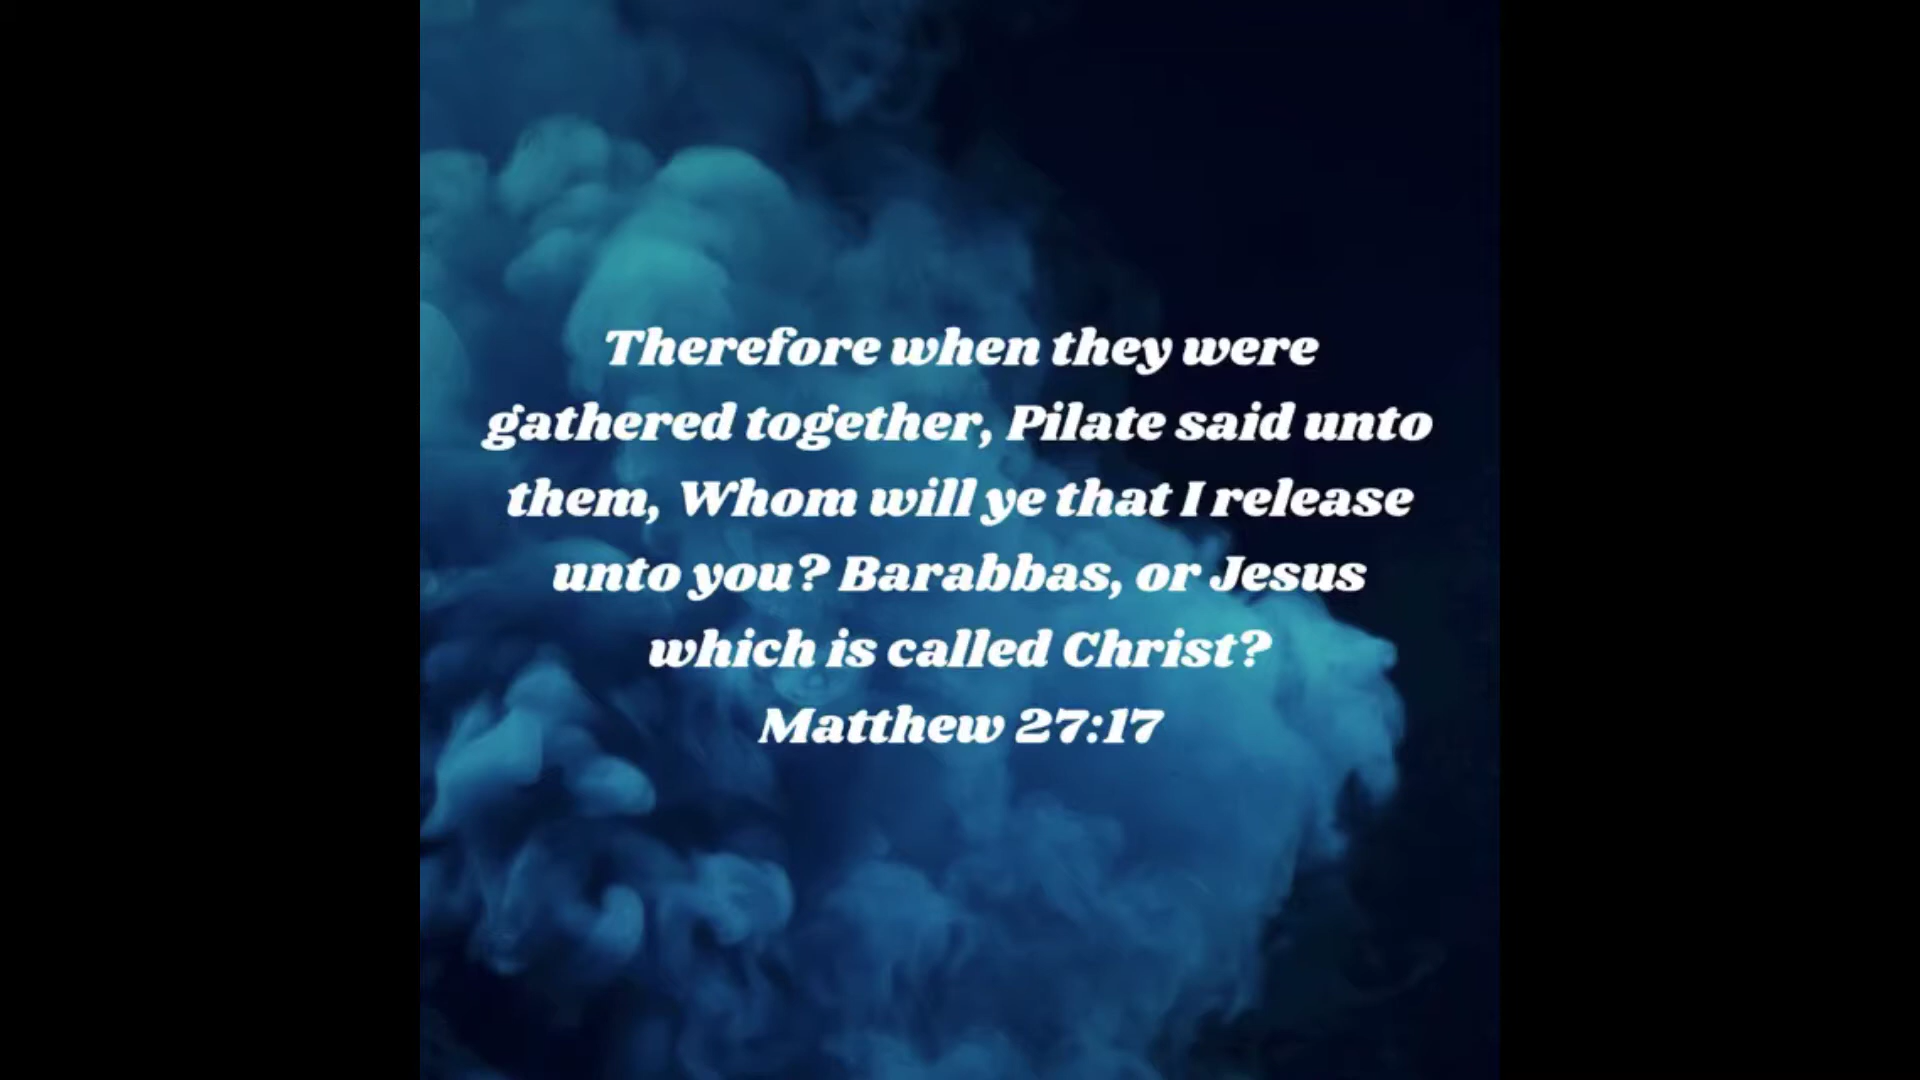 Therefore when they were
gathered together, Pilate said unto
them, Whom will ye that I release
unto you? Barabbas, or Jesus
which is called Christ?
Matthew 27:17